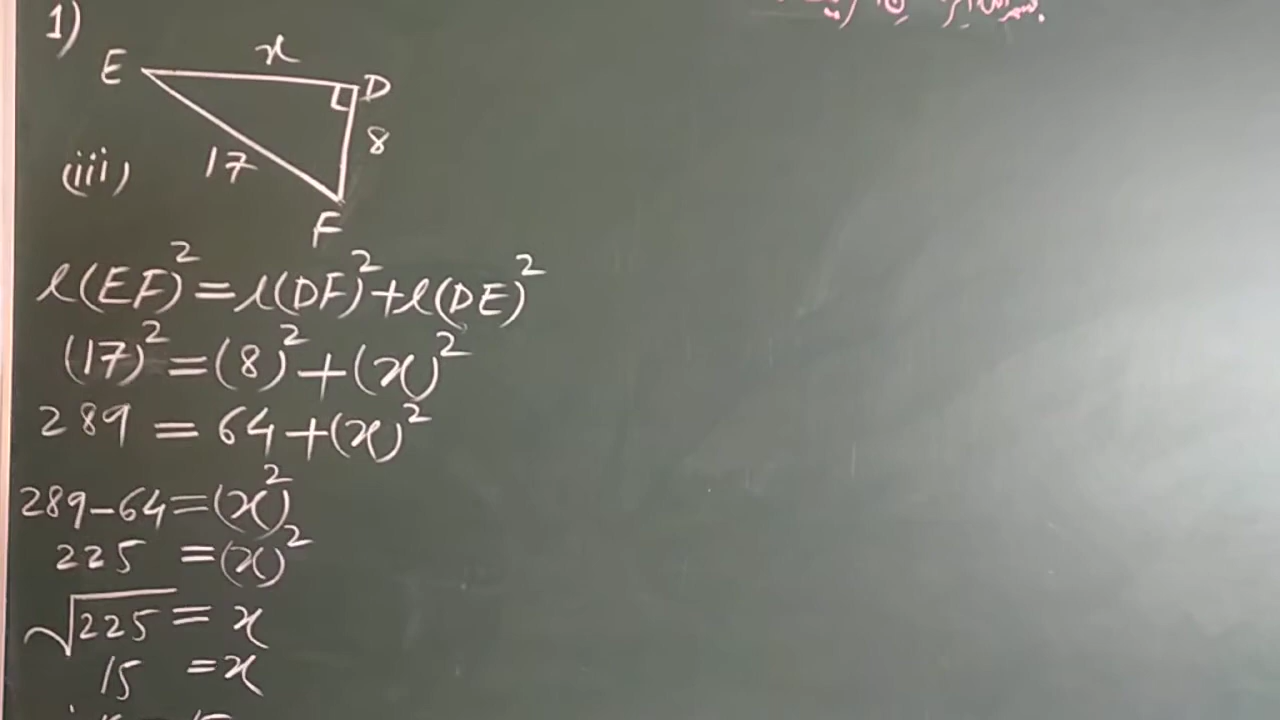 1)
E x D
8
(iii) 17
F
l(EF)²=l(DF)²+l(DE)²
(17)²=(8)²+(x)²
289 = 64+(x)²
289-64=(x)²
225 =(x)²
√225 = x
15 =x